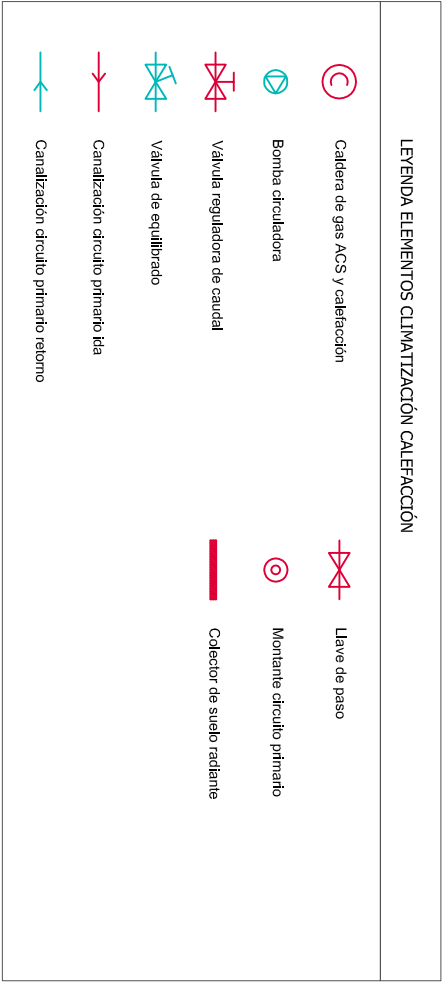 LEYENDA ELEMENTOS CLIMATIZACIÓN CALEFACCIÓN
Caldera de gas ACS y calefacción
Bomba circuladora
Válvula reguladora de caudal
Válvula de equilibrado
Canalización circuito primario ida
Canalización circuito primario retorno
Llave de paso
Montante circuito primario
Colector de suelo radiante